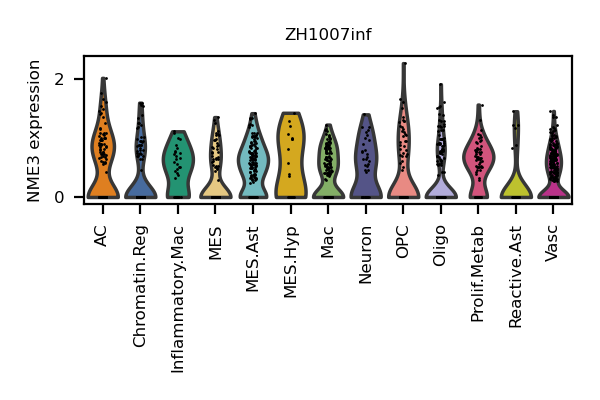 ZH1007inf
NME3 expression
2
0
AC
Chromatin.Reg
Inflammatory.Mac
MES
MES.Ast
MES.Hyp
Mac
Neuron
OPC
Oligo
Prolif.Metab
Reactive.Ast
Vasc